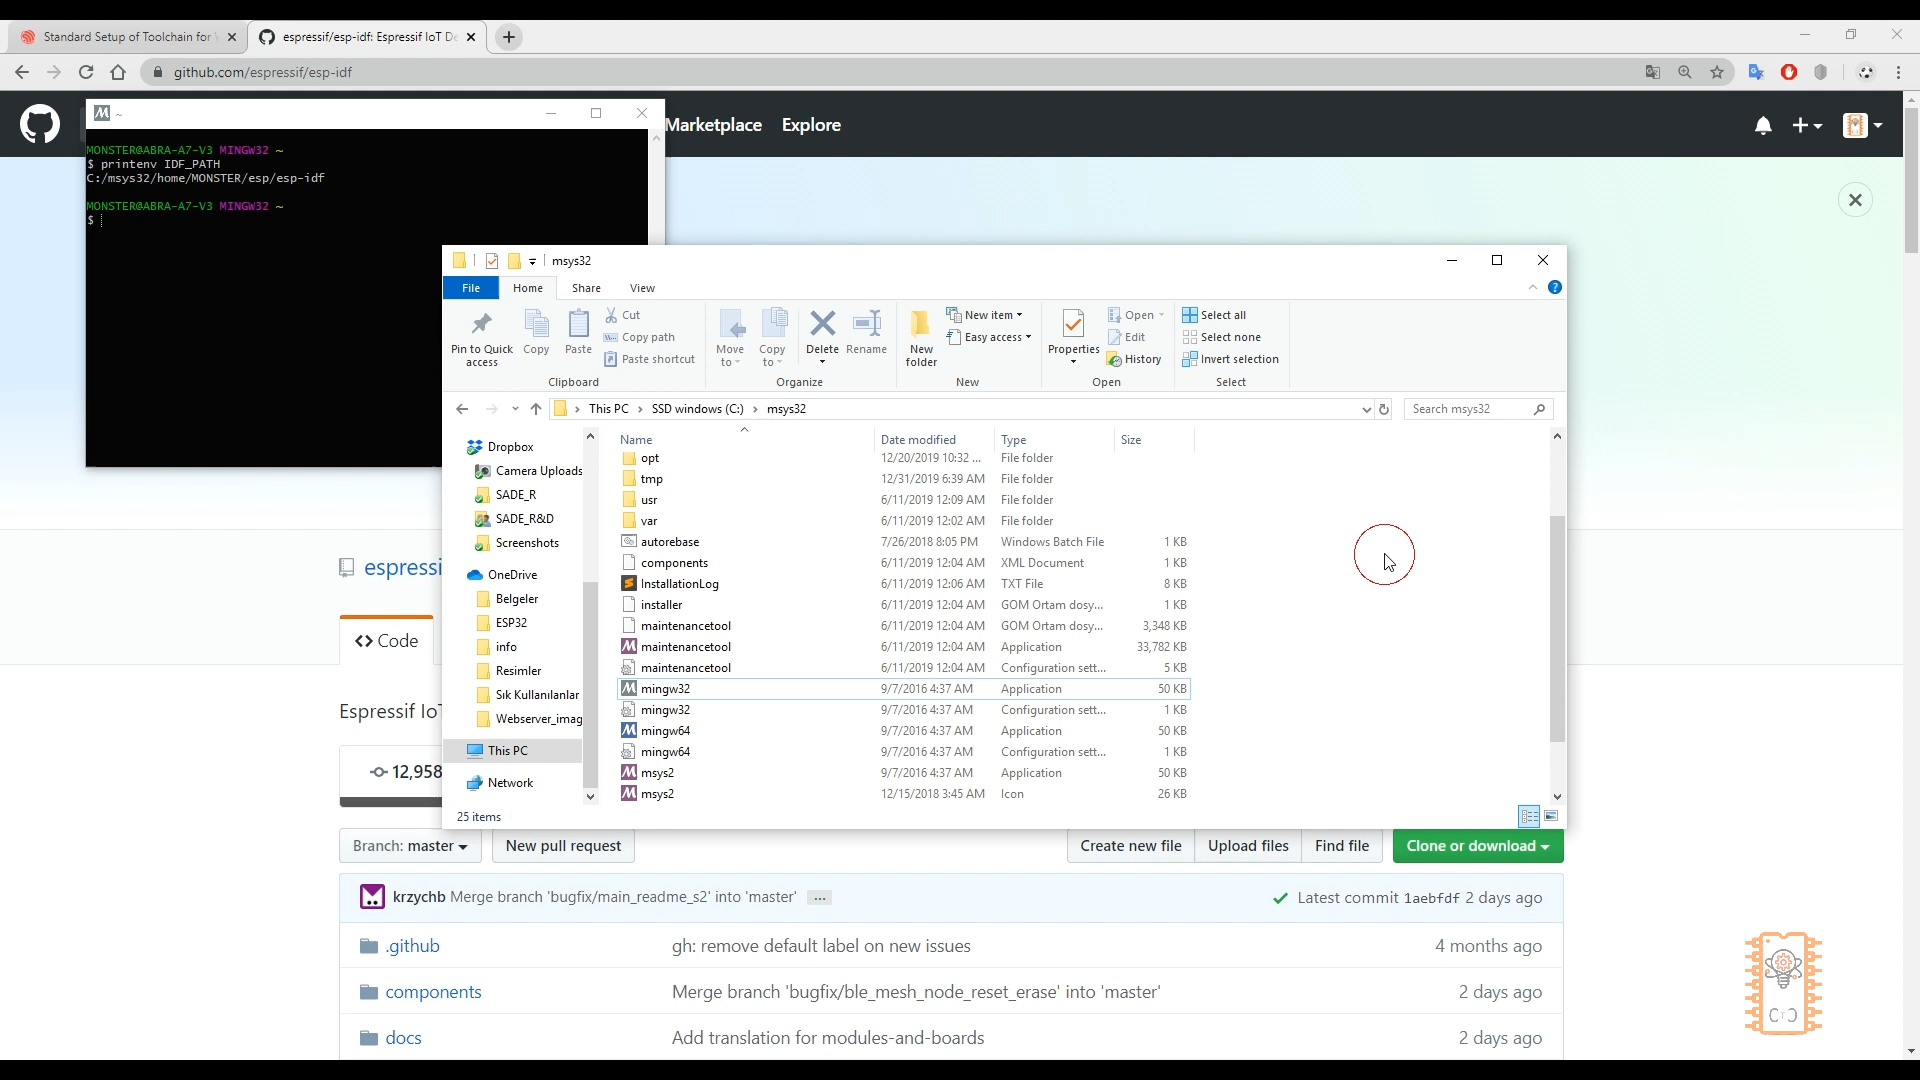 Standard Setup of Toolchain for W
espressif/esp-idf: Espressif IoT De
github.com/espressif/esp-idf
Marketplace Explore
~
MONSTER@ABRA-A7-V3 MINGW32 ~
$ printenv IDF_PATH
C:/msys32/home/MONSTER/esp/esp-idf
MONSTER@ABRA-A7-V3 MINGW32 ~
$
msys32
File Home Share View
Pin to Quick access
Copy
Paste
Cut
Copy path
Paste shortcut
Clipboard
Move to
Copy to
Delete
Rename
Organize
New folder
New item
Easy access
New
Properties
Open
Edit
History
Open
Select all
Select none
Invert selection
Select
This PC > SSD windows (C:) > msys32
Search msys32
Dropbox
Camera Uploads
SADE_R
SADE_R&D
Screenshots
OneDrive
Belgeler
ESP32
info
Resimler
Sık Kullanılanlar
Webserver_imag
This PC
Network
Name Date modified Type Size
opt 12/20/2019 10:32 ... File folder
tmp 12/31/2019 6:39 AM File folder
usr 6/11/2019 12:09 AM File folder
var 6/11/2019 12:02 AM File folder
autorebase 7/26/2018 8:05 PM Windows Batch File 1 KB
components 6/11/2019 12:04 AM XML Document 1 KB
InstallationLog 6/11/2019 12:06 AM TXT File 8 KB
installer 6/11/2019 12:04 AM GOM Ortam dosy... 1 KB
maintenancetool 6/11/2019 12:04 AM GOM Ortam dosy... 3,348 KB
maintenancetool 6/11/2019 12:04 AM Application 33,782 KB
maintenancetool 6/11/2019 12:04 AM Configuration sett... 5 KB
mingw32 9/7/2016 4:37 AM Application 50 KB
mingw32 9/7/2016 4:37 AM Configuration sett... 1 KB
mingw64 9/7/2016 4:37 AM Application 50 KB
mingw64 9/7/2016 4:37 AM Configuration sett... 1 KB
msys2 9/7/2016 4:37 AM Application 50 KB
msys2 12/15/2018 3:45 AM Icon 26 KB
25 items
espressi
Code
Espressif IoT
12,958
Branch: master
New pull request
Create new file
Upload files
Find file
Clone or download
krzychb Merge branch 'bugfix/main_readme_s2' into 'master' ...
Latest commit 1aebfdf 2 days ago
.github gh: remove default label on new issues 4 months ago
components Merge branch 'bugfix/ble_mesh_node_reset_erase' into 'master' 2 days ago
docs Add translation for modules-and-boards 2 days ago